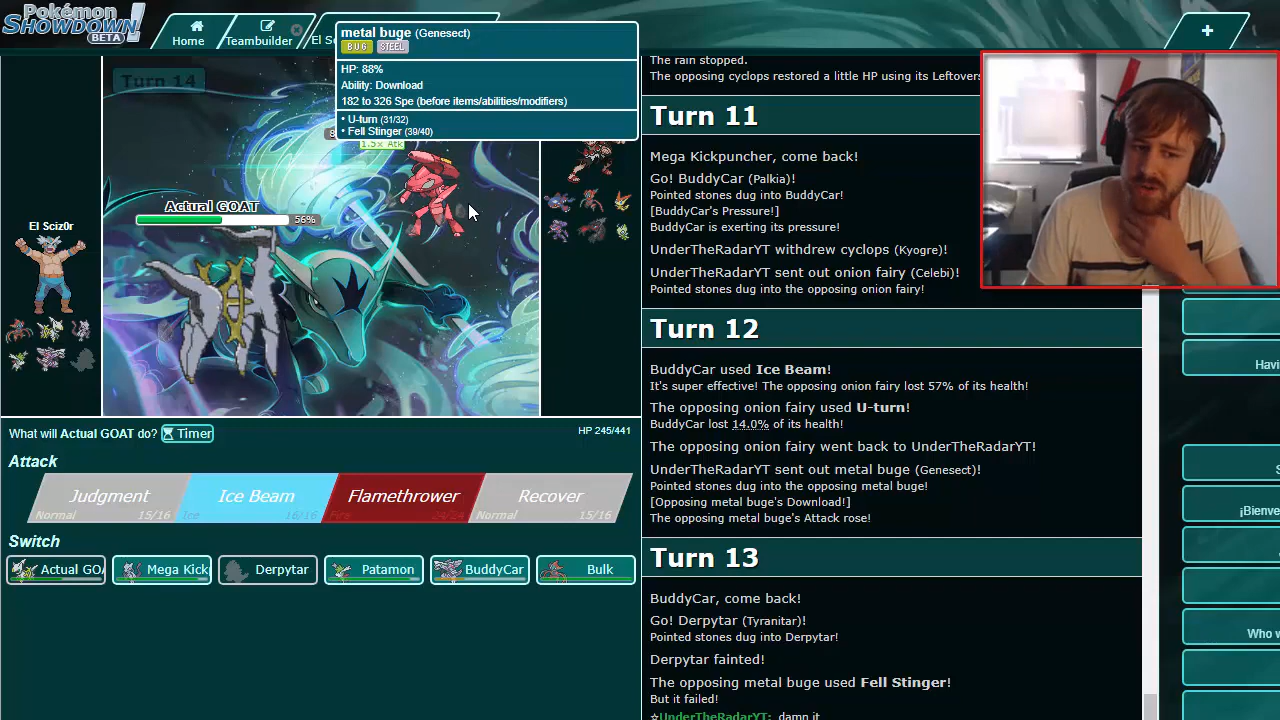 Pokémon
SHOWDOWN!
BETA
Home
Teambuilder
El Sc
metal buge (Genesect)
BUG STEEL
HP: 88%
Ability: Download
182 to 326 Spe (before items/abilities/modifiers)
• U-turn (31/32)
• Fell Stinger (39/40)
Turn 14
1.5× Atk
Actual GOAT
56%
El Sciz0r
What will Actual GOAT do? Timer
HP 245/441
Attack
Judgment
Normal 15/16
Ice Beam
Ice 16/16
Flamethrower
Fire 24/24
Recover
Normal 15/16
Switch
Actual GOA
Mega Kick
Derpytar
Patamon
BuddyCar
Bulk
The rain stopped.
The opposing cyclops restored a little HP using its Leftovers
Turn 11
Mega Kickpuncher, come back!
Go! BuddyCar (Palkia)!
Pointed stones dug into BuddyCar!
[BuddyCar's Pressure!]
BuddyCar is exerting its pressure!
UnderTheRadarYT withdrew cyclops (Kyogre)!
UnderTheRadarYT sent out onion fairy (Celebi)!
Pointed stones dug into the opposing onion fairy!
Turn 12
BuddyCar used Ice Beam!
It's super effective! The opposing onion fairy lost 57% of its health!
The opposing onion fairy used U-turn!
BuddyCar lost 14.0% of its health!
The opposing onion fairy went back to UnderTheRadarYT!
UnderTheRadarYT sent out metal buge (Genesect)!
Pointed stones dug into the opposing metal buge!
[Opposing metal buge's Download!]
The opposing metal buge's Attack rose!
Turn 13
BuddyCar, come back!
Go! Derpytar (Tyranitar)!
Pointed stones dug into Derpytar!
Derpytar fainted!
The opposing metal buge used Fell Stinger!
But it failed!
☆UnderTheRadarYT: damn it
Havi
¡Bienve
Who w